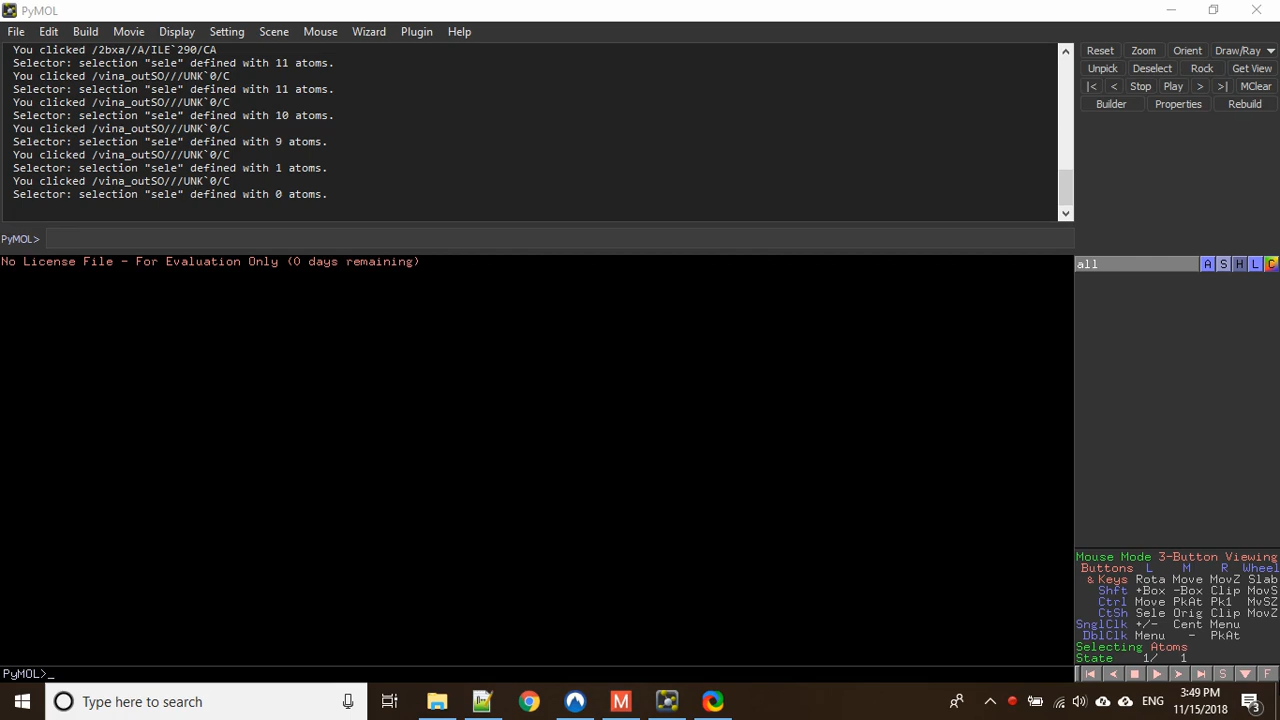 PyMOL
File Edit Build Movie Display Setting Scene Mouse Wizard Plugin Help
You clicked /2bxa//A/ILE`290/CA
Selector: selection "sele" defined with 11 atoms.
You clicked /vina_outSO///UNK`0/C
Selector: selection "sele" defined with 11 atoms.
You clicked /vina_outSO///UNK`0/C
Selector: selection "sele" defined with 10 atoms.
You clicked /vina_outSO///UNK`0/C
Selector: selection "sele" defined with 9 atoms.
You clicked /vina_outSO///UNK`0/C
Selector: selection "sele" defined with 1 atoms.
You clicked /vina_outSO///UNK`0/C
Selector: selection "sele" defined with 0 atoms.
Reset Zoom Orient Draw/Ray
Unpick Deselect Rock Get View
|< < Stop Play > >| MClear
Builder Properties Rebuild
PyMOL>
No License File - For Evaluation Only (0 days remaining)
all A S H L C
Mouse Mode 3-Button Viewing
Buttons L M R Wheel
& Keys Rota Move MovZ Slab
Shft +Box -Box Clip MovS
Ctrl Move PkAt Pk1 MvSZ
CtSh Sele Orig Clip MovZ
SnglClk +/- Cent Menu
DblClk Menu - PkAt
Selecting Atoms
State 1/ 1
PyMOL>_
S F
Type here to search
M
ENG
3:49 PM
11/15/2018
3